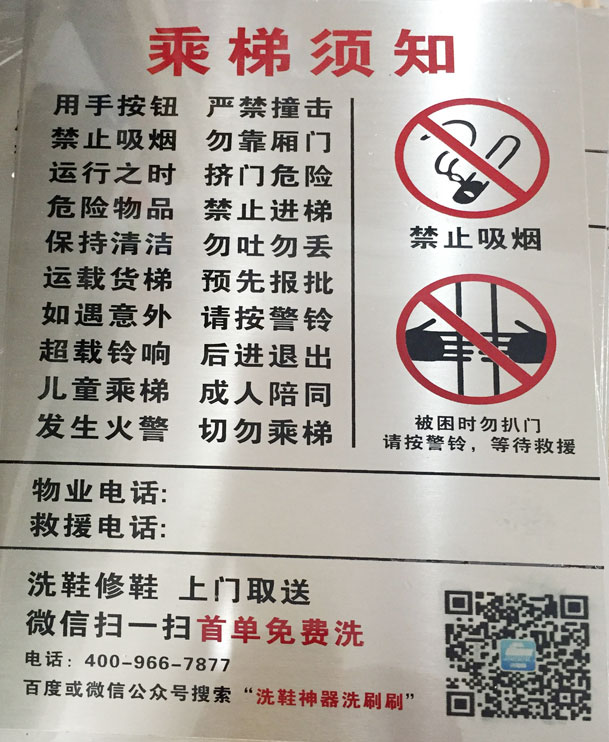 乘梯须知
用手按钮 严禁撞击
禁止吸烟 勿靠厢门
运行之时 挤门危险
危险物品 禁止进梯
保持清洁 勿吐勿丢
运载货梯 预先报批
如遇意外 请按警铃
超载铃响 后进退出
儿童乘梯 成人陪同
发生火警 切勿乘梯
禁止吸烟
被困时勿扒门
请按警铃，等待救援
物业电话:
救援电话:
洗鞋修鞋 上门取送
微信扫一扫首单免费洗
电话：400-966-7877
百度或微信公众号搜索“洗鞋神器洗刷刷”